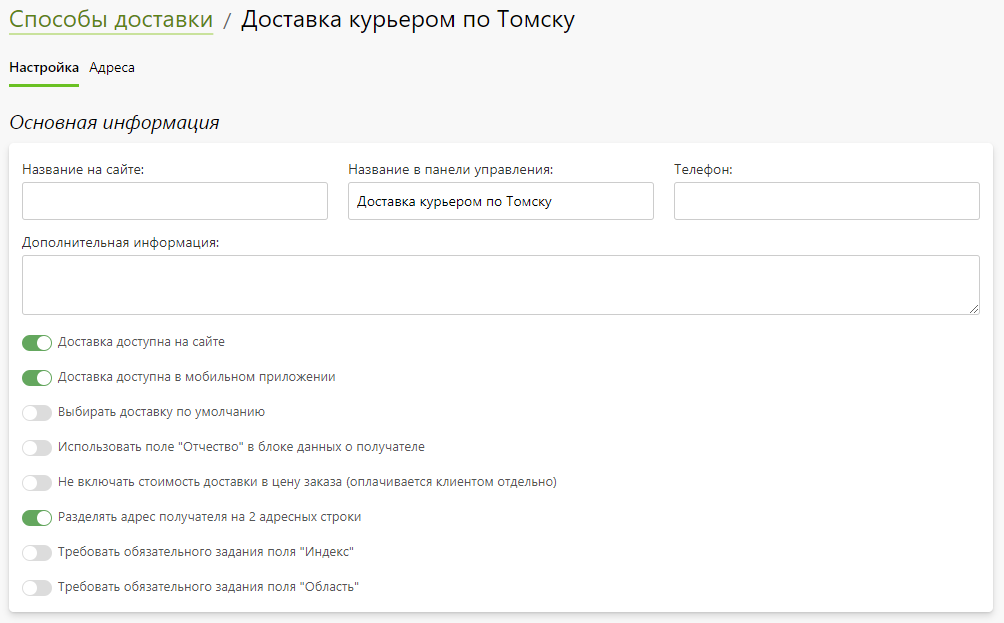 Способы доставки / Доставка курьером по Томску
Настройка Адреса
Основная информация
Название на сайте: Название в панели управления: Телефон:
Доставка курьером по Томску
Дополнительная информация:
Доставка доступна на сайте
Доставка доступна в мобильном приложении
Выбирать доставку по умолчанию
Использовать поле "Отчество" в блоке данных о получателе
Не включать стоимость доставки в цену заказа (оплачивается клиентом отдельно)
Разделять адрес получателя на 2 адресных строки
Требовать обязательного задания поля "Индекс"
Требовать обязательного задания поля "Область"